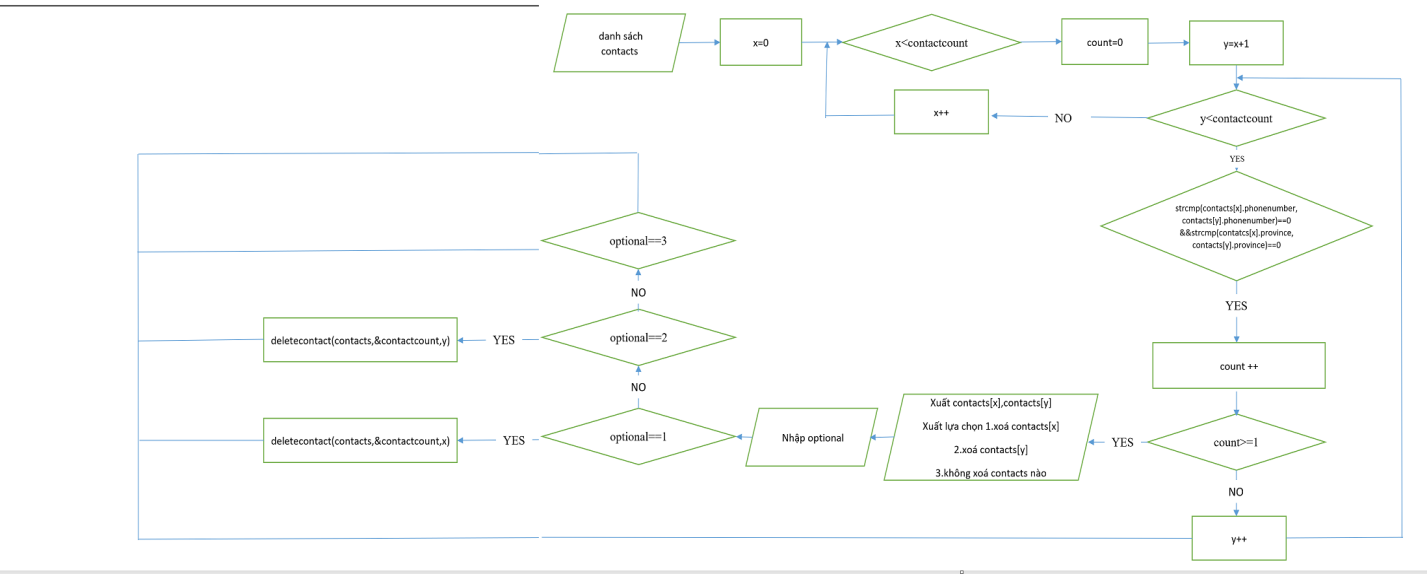 danh sách
contacts
x=0
x<contactcount
count=0
y=x+1
x++
NO
y<contactcount
YES
strcmp(contacts[x].phonenumber,
contacts[y].phonenumber)==0
&&strcmp(contatcs[x].province,
contacts[y].province)==0
YES
count ++
count>=1
YES
NO
y++
Xuất contacts[x],contacts[y]
Xuất lựa chọn 1.xoá contacts[x]
2.xoá contacts[y]
3.không xoá contacts nào
Nhập optional
optional==1
YES
deletecontact(contacts,&contactcount,x)
NO
optional==2
YES
deletecontact(contacts,&contactcount,y)
NO
optional==3